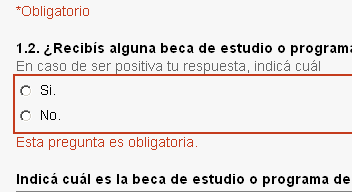 *Obligatorio
1.2. ¿Recibís alguna beca de estudio o programa
En caso de ser positiva tu respuesta, indicá cuál
Si.
No.
Esta pregunta es obligatoria.
Indicá cuál es la beca de estudio o programa de